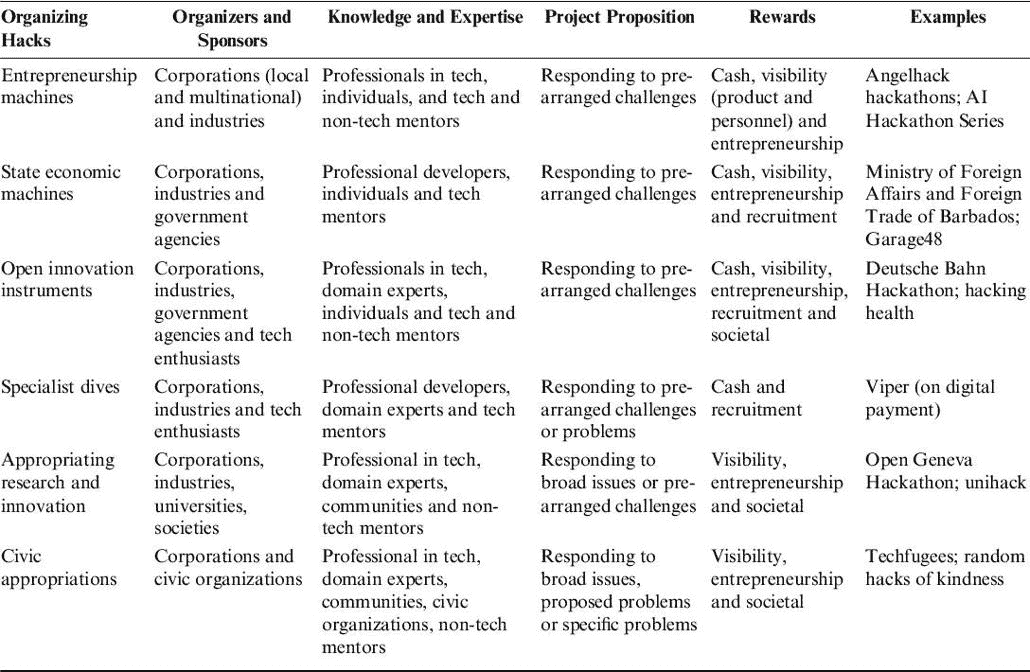 Organizing Hacks | Organizers and Sponsors | Knowledge and Expertise | Project Proposition | Rewards | Examples
Entrepreneurship machines | Corporations (local and multinational) and industries | Professionals in tech, individuals, and tech and non-tech mentors | Responding to pre-arranged challenges | Cash, visibility (product and personnel) and entrepreneurship | Angelhack hackathons; AI Hackathon Series
State economic machines | Corporations, industries and government agencies | Professional developers, individuals and tech mentors | Responding to pre-arranged challenges | Cash, visibility, entrepreneurship and recruitment | Ministry of Foreign Affairs and Foreign Trade of Barbados; Garage48
Open innovation instruments | Corporations, industries, government agencies and tech enthusiasts | Professionals in tech, domain experts, individuals and tech and non-tech mentors | Responding to pre-arranged challenges | Cash, visibility, entrepreneurship, recruitment and societal | Deutsche Bahn Hackathon; hacking health
Specialist dives | Corporations, industries and tech enthusiasts | Professional developers, domain experts and tech mentors | Responding to pre-arranged challenges or problems | Cash and recruitment | Viper (on digital payment)
Appropriating research and innovation | Corporations, industries, universities, societies | Professional in tech, domain experts, communities and non-tech mentors | Responding to broad issues or pre-arranged challenges | Visibility, entrepreneurship and societal | Open Geneva Hackathon; unihack
Civic appropriations | Corporations and civic organizations | Professional in tech, domain experts, communities, civic organizations, non-tech mentors | Responding to broad issues, proposed problems or specific problems | Visibility, entrepreneurship and societal | Techfugees; random hacks of kindness